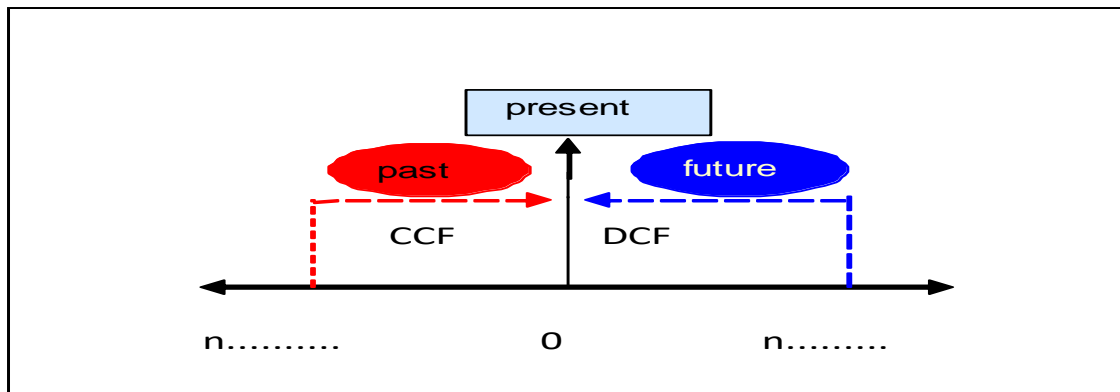 present
past future
CCF DCF
n.......... 0 n.........